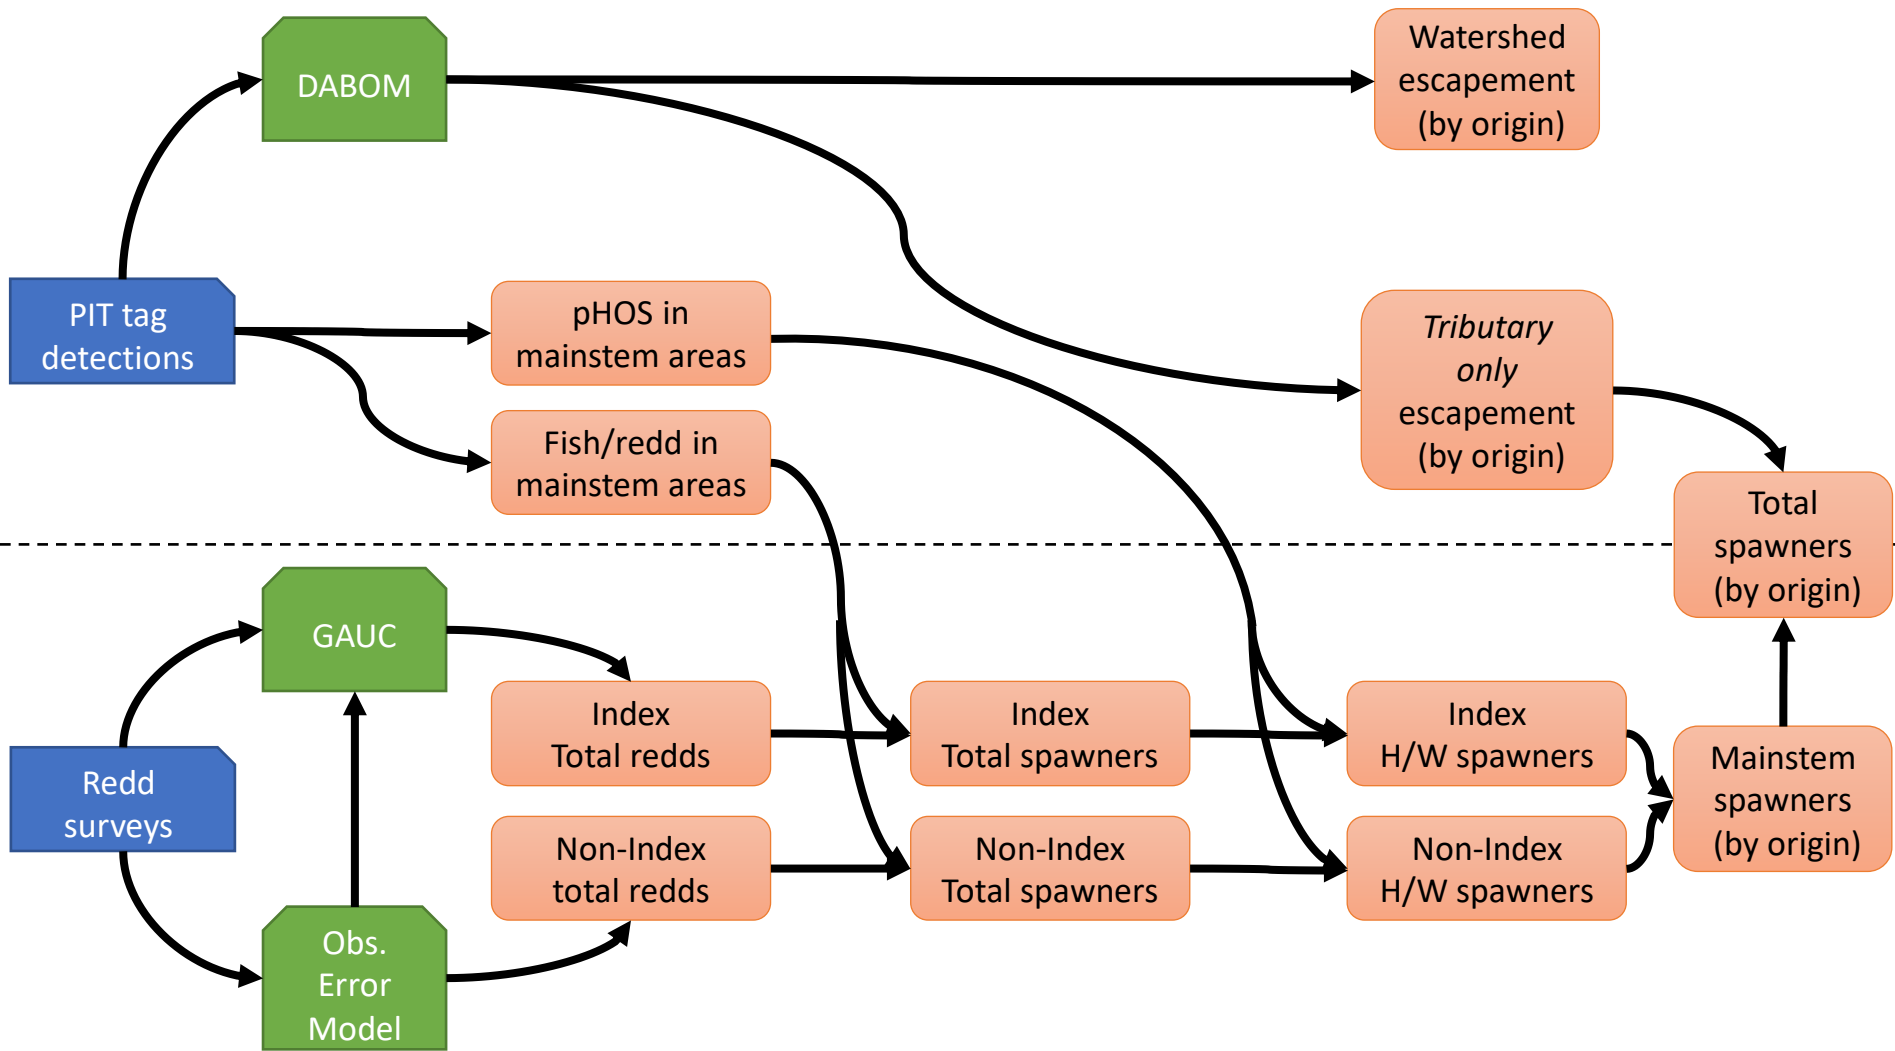 DABOM
Watershed
escapement
(by origin)
PIT tag
detections
pHOS in
mainstem areas
Fish/redd in
mainstem areas
Tributary
only
escapement
(by origin)
Total
spawners
(by origin)
GAUC
Redd
surveys
Obs.
Error
Model
Index
Total redds
Non-Index
total redds
Index
Total spawners
Non-Index
Total spawners
Index
H/W spawners
Non-Index
H/W spawners
Mainstem
spawners
(by origin)